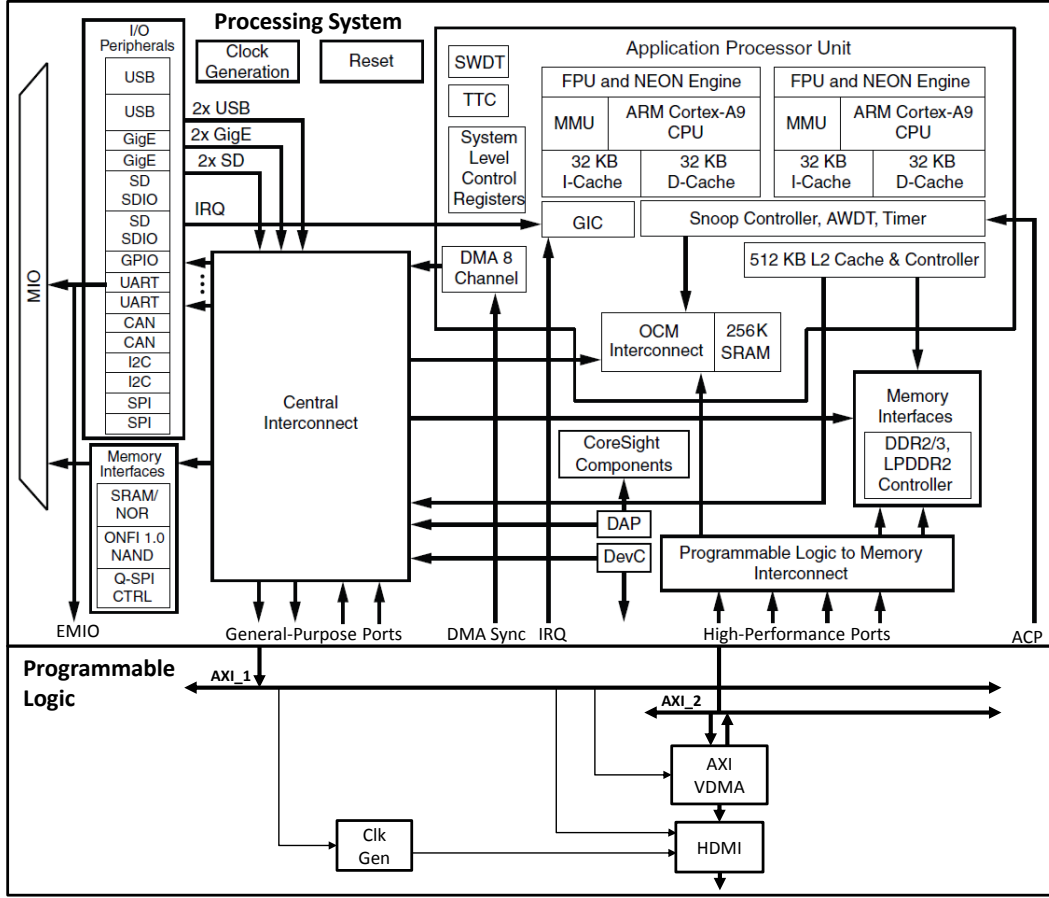 Processing System
I/O
Peripherals
USB
USB
GigE
GigE
SD
SDIO
SD
SDIO
GPIO
UART
UART
CAN
CAN
I2C
I2C
SPI
SPI
MIO
Clock
Generation
Reset
2x USB
2x GigE
2x SD
IRQ
Application Processor Unit
SWDT
TTC
System
Level
Control
Registers
FPU and NEON Engine
MMU
ARM Cortex-A9
CPU
32 KB
I-Cache
32 KB
D-Cache
FPU and NEON Engine
MMU
ARM Cortex-A9
CPU
32 KB
I-Cache
32 KB
D-Cache
GIC
Snoop Controller, AWDT, Timer
DMA 8
Channel
512 KB L2 Cache & Controller
OCM
Interconnect
256K
SRAM
Central
Interconnect
Memory
Interfaces
DDR2/3,
LPDDR2
Controller
CoreSight
Components
DAP
DevC
Programmable Logic to Memory
Interconnect
Memory
Interfaces
SRAM/
NOR
ONFI 1.0
NAND
Q-SPI
CTRL
EMIO
General-Purpose Ports
DMA Sync
IRQ
High-Performance Ports
ACP
Programmable
Logic
AXI_1
AXI_2
AXI
VDMA
Clk
Gen
HDMI